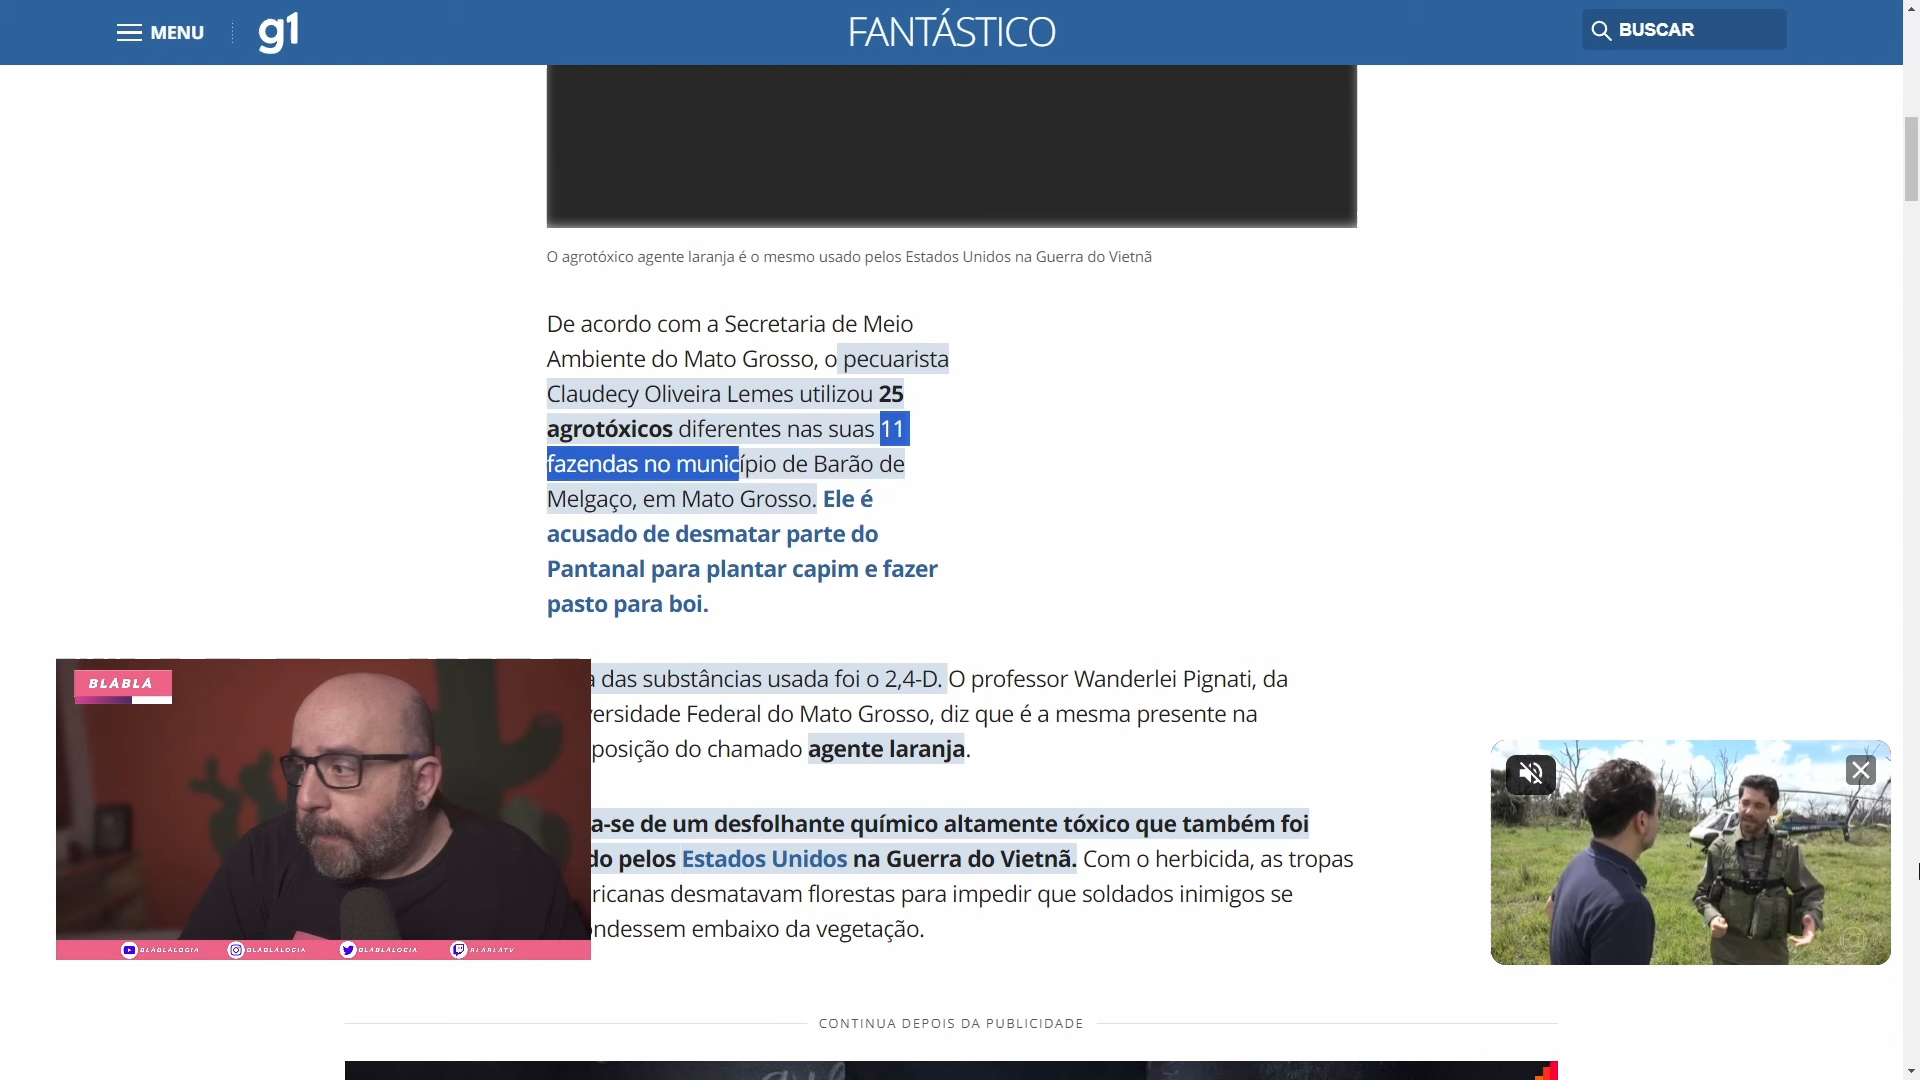 MENU
g1
FANTÁSTICO
BUSCAR
O agrotóxico agente laranja é o mesmo usado pelos Estados Unidos na Guerra do Vietnã
De acordo com a Secretaria de Meio
Ambiente do Mato Grosso, o pecuarista
Claudecy Oliveira Lemes utilizou 25
agrotóxicos diferentes nas suas 11
fazendas no município de Barão de
Melgaço, em Mato Grosso. Ele é
acusado de desmatar parte do
Pantanal para plantar capim e fazer
pasto para boi.
BLÁBLÁ
a das substâncias usada foi o 2,4-D. O professor Wanderlei Pignati, da
versidade Federal do Mato Grosso, diz que é a mesma presente na
posição do chamado agente laranja.
a-se de um desfolhante químico altamente tóxico que também foi
do pelos Estados Unidos na Guerra do Vietnã. Com o herbicida, as tropas
ricanas desmatavam florestas para impedir que soldados inimigos se
ondessem embaixo da vegetação.
BLABLALOGIA
BLABLALOGIA
BLABLALOGIA
BLABLATV
CONTINUA DEPOIS DA PUBLICIDADE